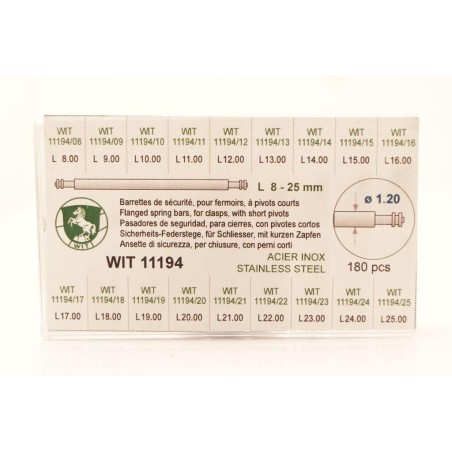 WIT 11194/08 WIT 11194/09 WIT 11194/10 WIT 11194/11 WIT 11194/12 WIT 11194/13 WIT 11194/14 WIT 11194/15 WIT 11194/16
L 8.00 L 9.00 L10.00 L11.00 L12.00 L13.00 L14.00 L15.00 L16.00
L 8 - 25 mm
ø 1.20
Barrettes de sécurité, pour fermoirs, à pivots courts
Flanged spring bars, for clasps, with short pivots
Pasadores de seguridad, para cierres, con pivotes cortos
Sicherheits-Federstege, für Schliesser, mit kurzen Zapfen
Ansette di sicurezza, per chiusure, con perni corti
WIT
WIT 11194
ACIER INOX
STAINLESS STEEL
180 pcs
WIT 11194/17 WIT 11194/18 WIT 11194/19 WIT 11194/20 WIT 11194/21 WIT 11194/22 WIT 11194/23 WIT 11194/24 WIT 11194/25
L17.00 L18.00 L19.00 L20.00 L21.00 L22.00 L23.00 L24.00 L25.00